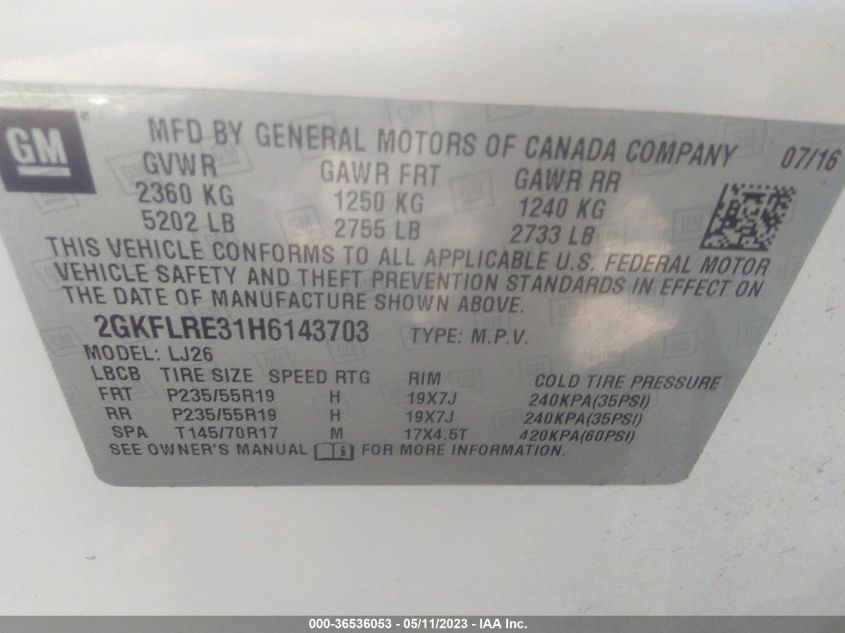 GM ®
MFD BY GENERAL MOTORS OF CANADA COMPANY 07/16
GVWR GAWR FRT GAWR RR
2360 KG 1250 KG 1240 KG
5202 LB 2755 LB 2733 LB
THIS VEHICLE CONFORMS TO ALL APPLICABLE U.S. FEDERAL MOTOR
VEHICLE SAFETY AND THEFT PREVENTION STANDARDS IN EFFECT ON
THE DATE OF MANUFACTURE SHOWN ABOVE.
2GKFLRE31H6143703 TYPE: M.P.V.
MODEL: LJ26
LBCB TIRE SIZE SPEED RTG RIM COLD TIRE PRESSURE
FRT P235/55R19 H 19X7J 240KPA(35PSI)
RR P235/55R19 H 19X7J 240KPA(35PSI)
SPA T145/70R17 M 17X4.5T 420KPA(60PSI)
SEE OWNER'S MANUAL i FOR MORE INFORMATION.
000-36536053 - 05/11/2023 - IAA Inc.